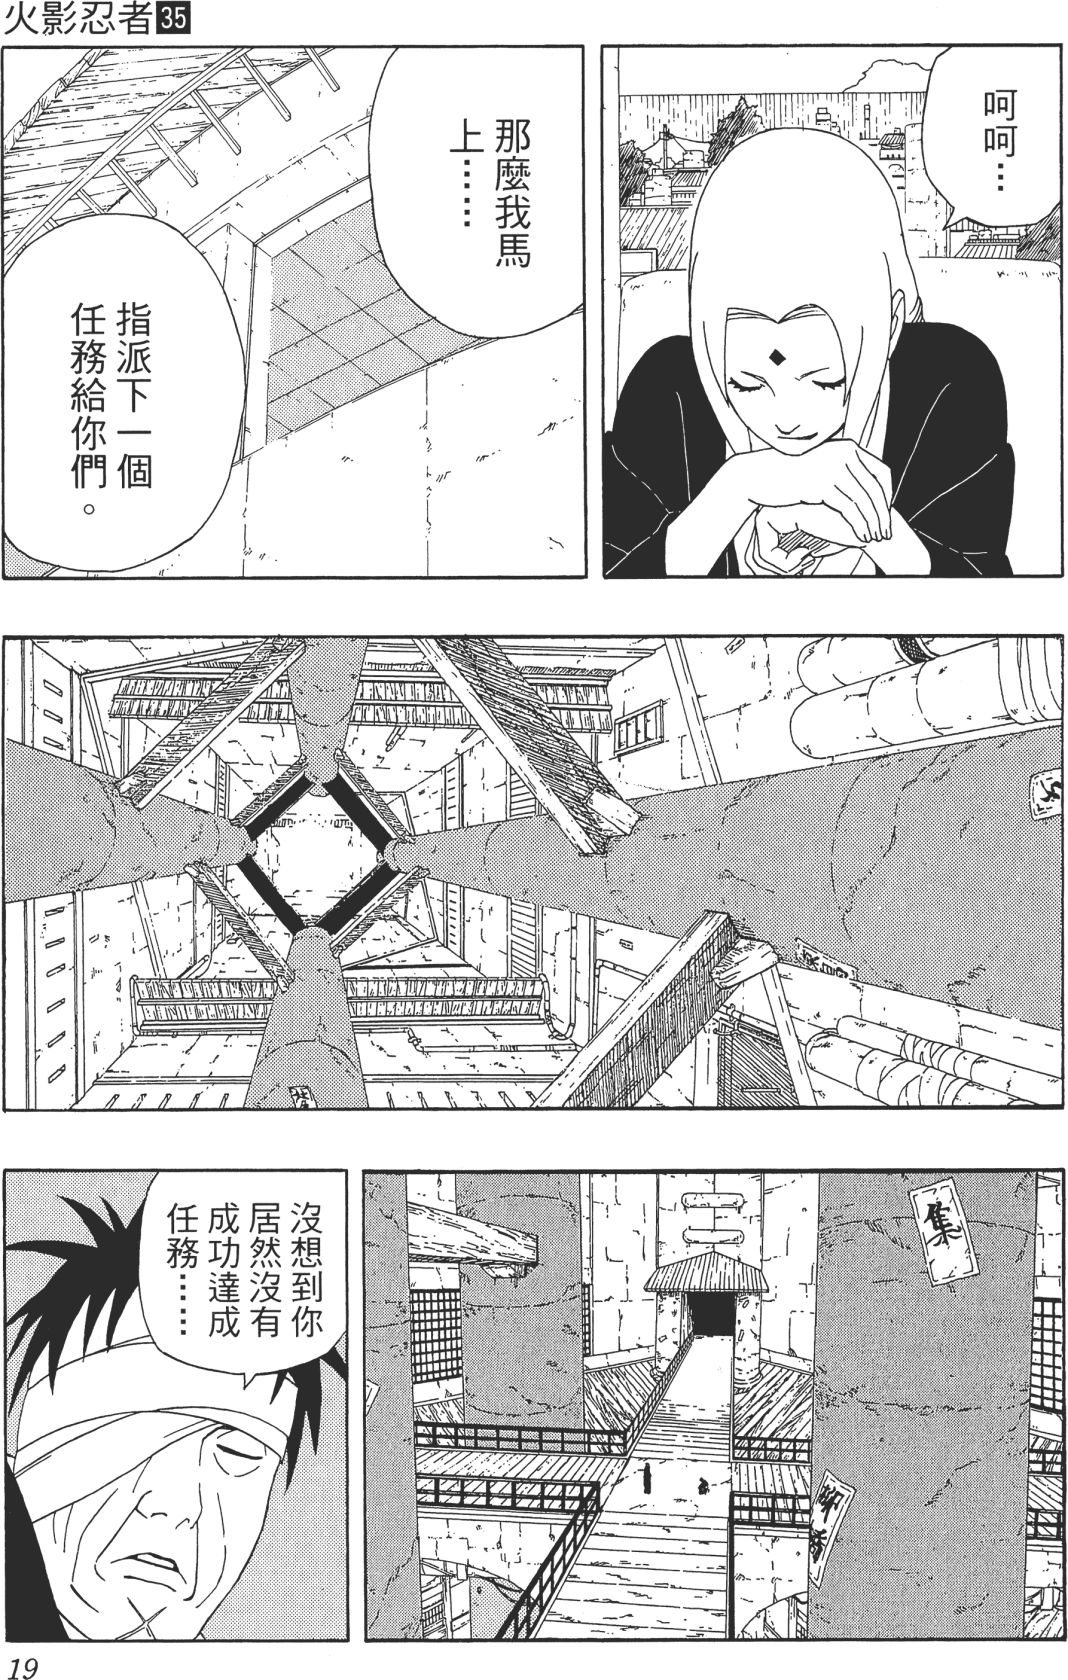 火影忍者35
呵呵…
那麼我馬
上……
指派下一個
任務給你們。
集
沒想到你
居然沒有
成功達成
任務……
19